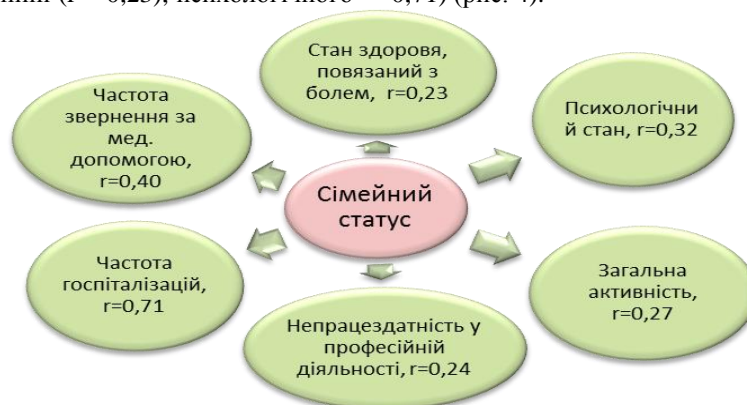 Стан здоровя,
повязаний з
болем, r=0,23
Частота
звернення за
мед.
допомогою,
r=0,40
Психологічни
й стан, r=0,32
Сімейний
статус
Частота
госпіталізацій,
r=0,71
Загальна
активність,
r=0,27
Непрацездатність у
професійній
діяльності, r=0,24